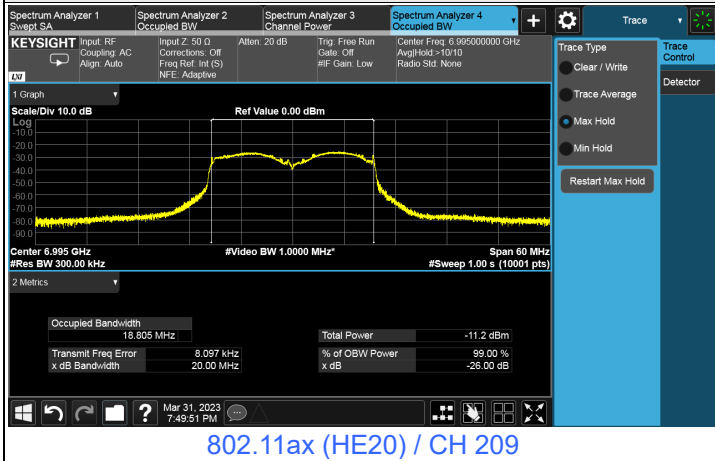 Spectrum Analyzer 1 Spectrum Analyzer 2 Spectrum Analyzer 3 Spectrum Analyzer 4 Trace
Swept SA Occupied BW Channel Power Occupied BW
KEYSIGHT Input: RF Input Z: 50 Ω Atten: 20 dB Trig: Free Run Center Freq: 6.995000000 GHz
Coupling: AC Corrections: Off Gate: Off Avg|Hold:>10/10
Align: Auto Freq Ref: Int (S) #IF Gain: Low Radio Std: None
LXI NFE: Adaptive
Trace Type
Clear / Write
Trace Average
Max Hold
Min Hold
Restart Max Hold
Trace
Control
Detector
1 Graph
Scale/Div 10.0 dB Ref Value 0.00 dBm
Log
-10.0
-20.0
-30.0
-40.0
-50.0
-60.0
-70.0
-80.0
-90.0
Center 6.995 GHz #Video BW 1.0000 MHz* Span 60 MHz
#Res BW 300.00 kHz #Sweep 1.00 s (10001 pts)
2 Metrics
Occupied Bandwidth
18.805 MHz Total Power -11.2 dBm
Transmit Freq Error 8.097 kHz % of OBW Power 99.00 %
x dB Bandwidth 20.00 MHz x dB -26.00 dB
Mar 31, 2023
7:49:51 PM
802.11ax (HE20) / CH 209